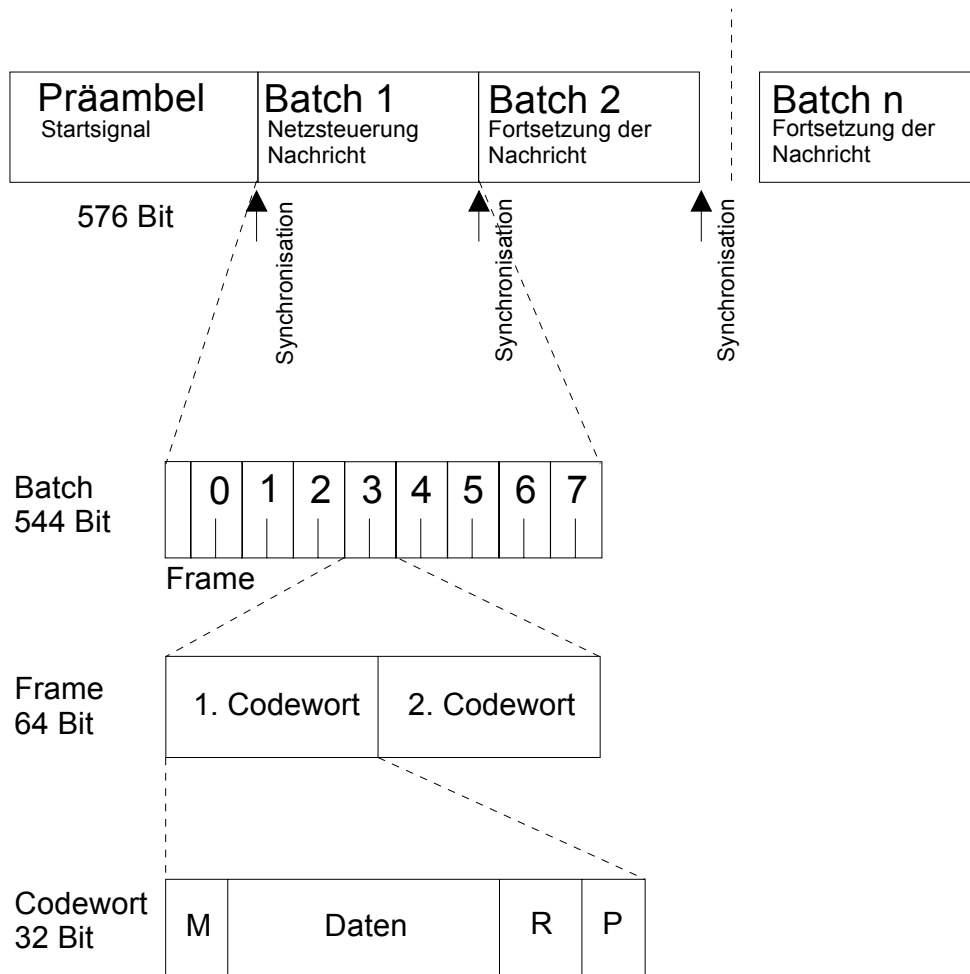 Präambel
Startsignal
Batch 1
Netzsteuerung
Nachricht
Batch 2
Fortsetzung der
Nachricht
Batch n
Fortsetzung der
Nachricht
576 Bit
Synchronisation
Synchronisation
Synchronisation
Batch
544 Bit
0 1 2 3 4 5 6 7
Frame
Frame
64 Bit
1. Codewort
2. Codewort
Codewort
32 Bit
M
Daten
R
P